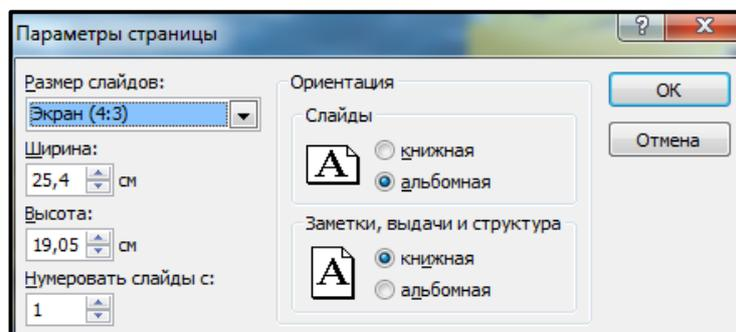 Параметры страницы
Размер слайдов:
Экран (4:3)
Ширина:
25,4 см
Высота:
19,05 см
Нумеровать слайды с:
1
Ориентация
Слайды
A
книжная
альбомная
Заметки, выдачи и структура
A
книжная
альбомная
?
X
ОК
Отмена